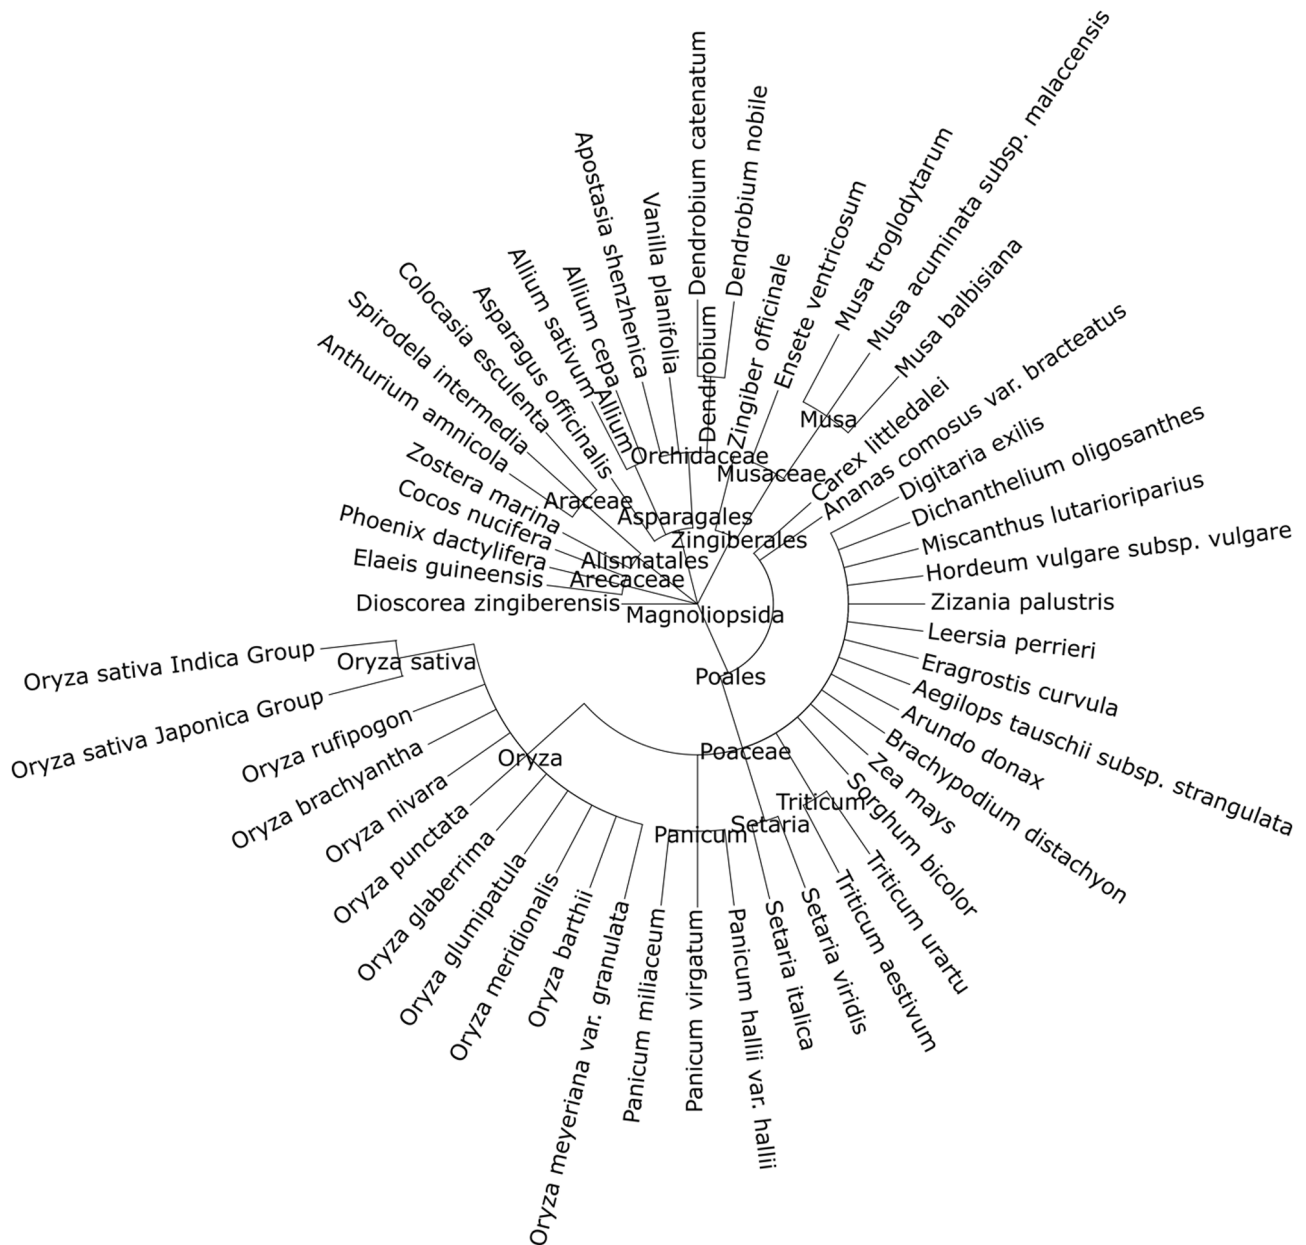 Dendrobium catenatum
Dendrobium nobile
Dendrobium
Vanilla planifolia
Apostasia shenzhenica
Orchidaceae
Allium cepa
Allium sativum
Allium
Asparagus officinalis
Asparagales
Colocasia esculenta
Spirodela intermedia
Anthurium amnicola
Araceae
Zostera marina
Alismatales
Cocos nucifera
Phoenix dactylifera
Elaeis guineensis
Arecaceae
Dioscorea zingiberensis
Magnoliopsida
Zingiber officinale
Ensete ventricosum
Musa troglodytarum
Musa acuminata subsp. malaccensis
Musa balbisiana
Musa
Musaceae
Zingiberales
Carex littledalei
Ananas comosus var. bracteatus
Digitaria exilis
Dichanthelium oligosanthes
Miscanthus lutarioriparius
Hordeum vulgare subsp. vulgare
Zizania palustris
Leersia perrieri
Eragrostis curvula
Aegilops tauschii subsp. strangulata
Arundo donax
Brachypodium distachyon
Zea mays
Sorghum bicolor
Triticum
Triticum urartu
Triticum aestivum
Setaria
Setaria viridis
Setaria italica
Panicum
Panicum hallii var. hallii
Panicum virgatum
Panicum miliaceum
Poales
Poaceae
Oryza
Oryza meyeriana var. granulata
Oryza barthii
Oryza meridionalis
Oryza glumipatula
Oryza glaberrima
Oryza punctata
Oryza nivara
Oryza brachyantha
Oryza rufipogon
Oryza sativa
Oryza sativa Japonica Group
Oryza sativa Indica Group